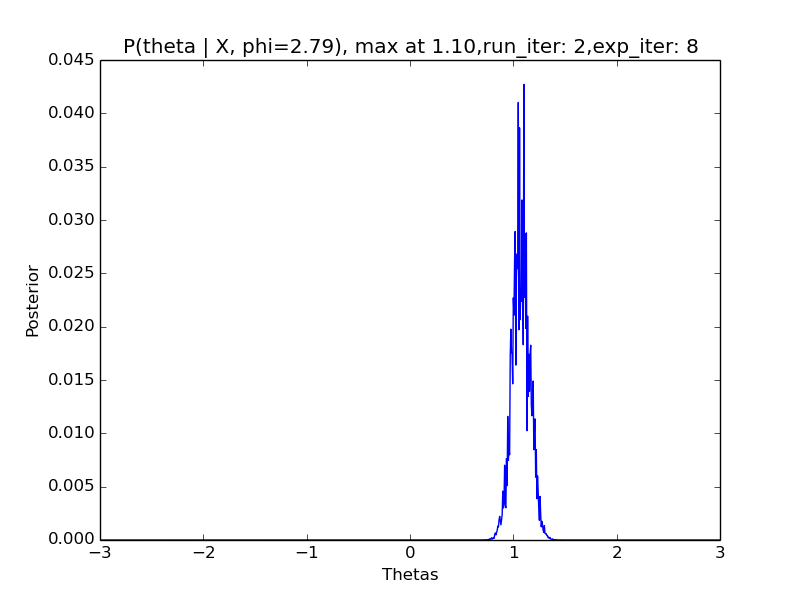 P(theta | X, phi=2.79), max at 1.10,run_iter: 2,exp_iter: 8
0.045
0.040
0.035
0.030
0.025
0.020
0.015
0.010
0.005
0.000
Posterior
−3 −2 −1 0 1 2 3
Thetas